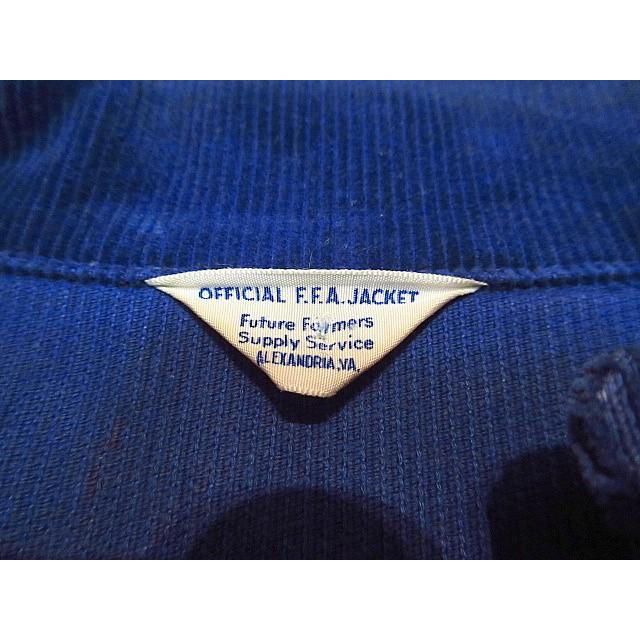 OFFICIAL F.F.A. JACKET
Future Farmers
Supply Service
ALEXANDRIA, VA.